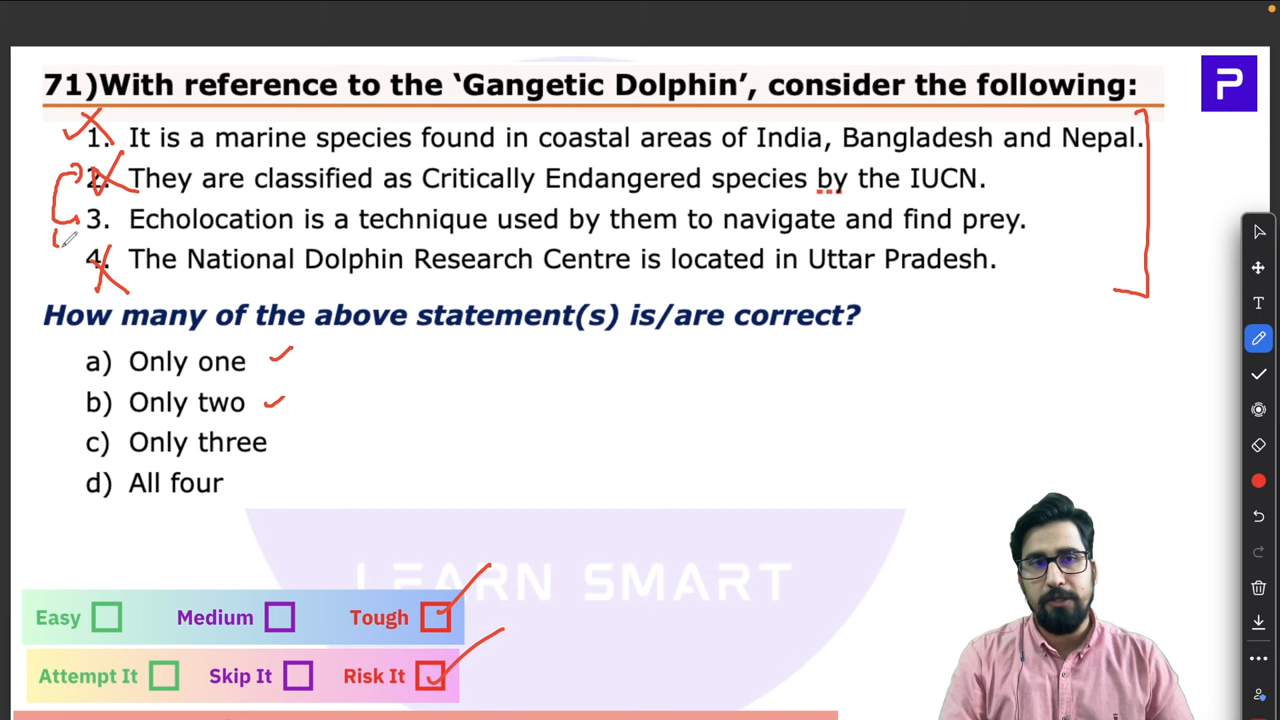 71)With reference to the ‘Gangetic Dolphin’, consider the following:
1. It is a marine species found in coastal areas of India, Bangladesh and Nepal.
2. They are classified as Critically Endangered species by the IUCN.
3. Echolocation is a technique used by them to navigate and find prey.
4. The National Dolphin Research Centre is located in Uttar Pradesh.
How many of the above statement(s) is/are correct?
a) Only one
b) Only two
c) Only three
d) All four
LEARN SMART
Easy Medium Tough
Attempt It Skip It Risk It
P
T